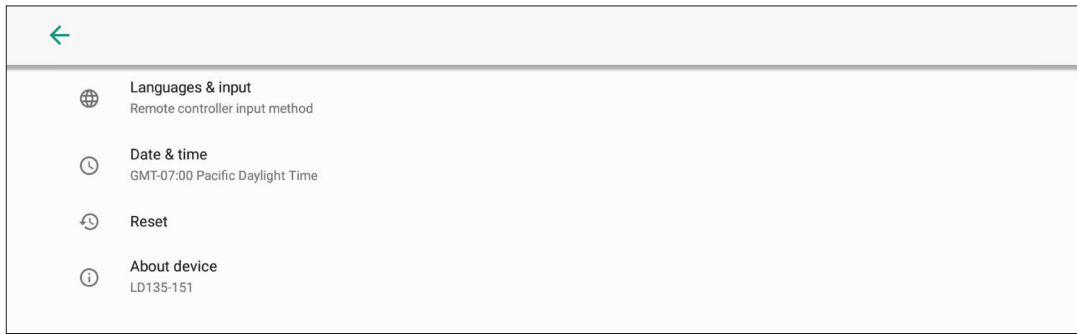 Languages & input
Remote controller input method
Date & time
GMT-07:00 Pacific Daylight Time
Reset
About device
LD135-151